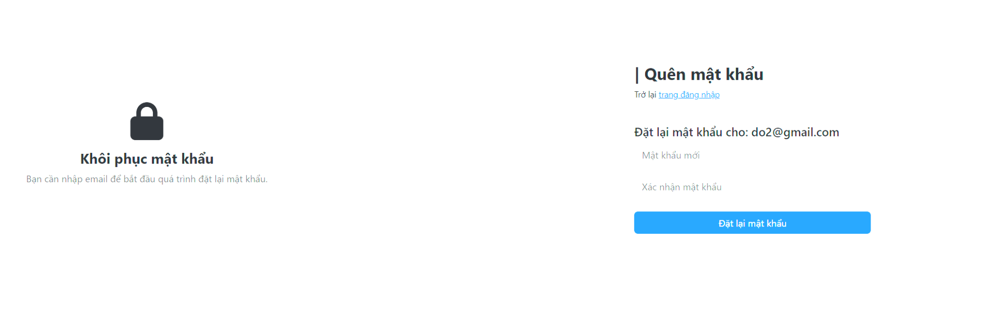 Khôi phục mật khẩu
Bạn cần nhập email để bắt đầu quá trình đặt lại mật khẩu.
| Quên mật khẩu
Trở lại trang đăng nhập
Đặt lại mật khẩu cho: do2@gmail.com
Mật khẩu mới
Xác nhận mật khẩu
Đặt lại mật khẩu